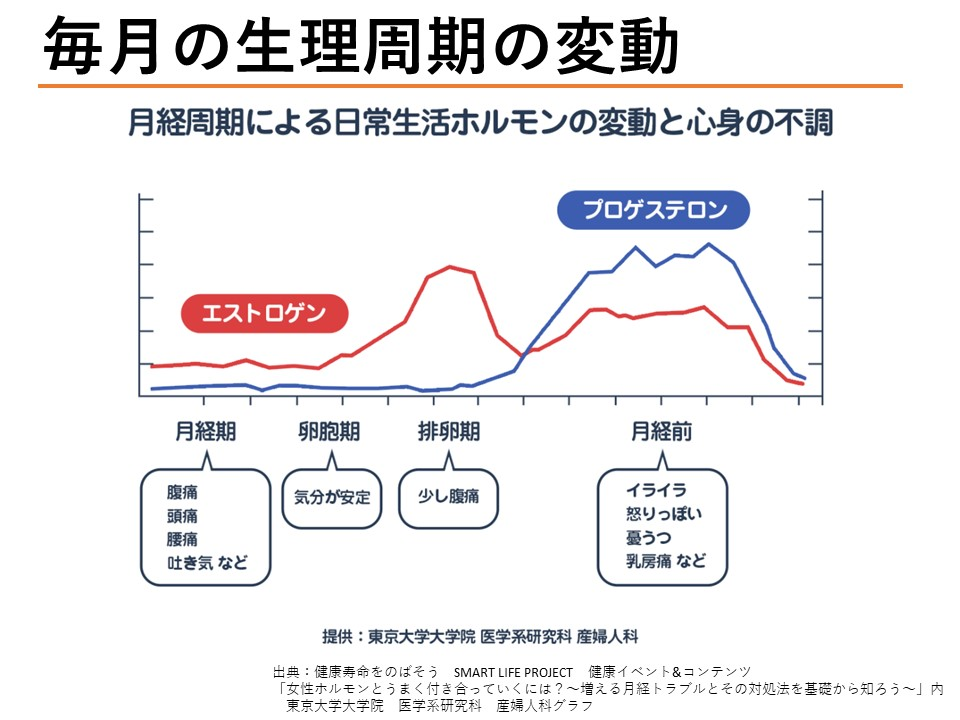 毎月の生理周期の変動
月経周期による日常生活ホルモンの変動と心身の不調
プロゲステロン
エストロゲン
月経期
卵胞期
排卵期
月経前
腹痛
頭痛
腰痛
吐き気 など
気分が安定
少し腹痛
イライラ
怒りっぽい
憂うつ
乳房痛 など
提供：東京大学大学院 医学系研究科 産婦人科
出典：健康寿命をのばそう　SMART LIFE PROJECT　健康イベント&コンテンツ
「女性ホルモンとうまく付き合っていくには？～増える月経トラブルとその対処法を基礎から知ろう～」内
東京大学大学院　医学系研究科　産婦人科グラフ